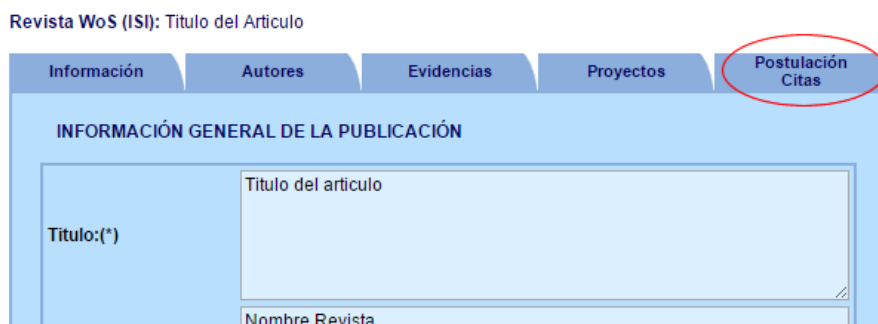 Revista WoS (ISI): Titulo del Articulo
Información Autores Evidencias Proyectos Postulación Citas
INFORMACIÓN GENERAL DE LA PUBLICACIÓN
Titulo del articulo
Titulo:(*)
Nombre Revista